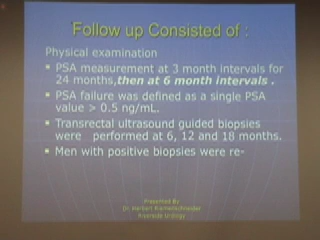 Follow up Consisted of :
Physical examination
PSA measurement at 3 month intervals for
24 months,then at 6 month intervals .
PSA failure was defined as a single PSA
value > 0.5 ng/mL.
Transrectal ultrasound guided biopsies
were performed at 6, 12 and 18 months.
Men with positive biopsies were re-
Presented By
Dr. Herbert
Riverside Urology